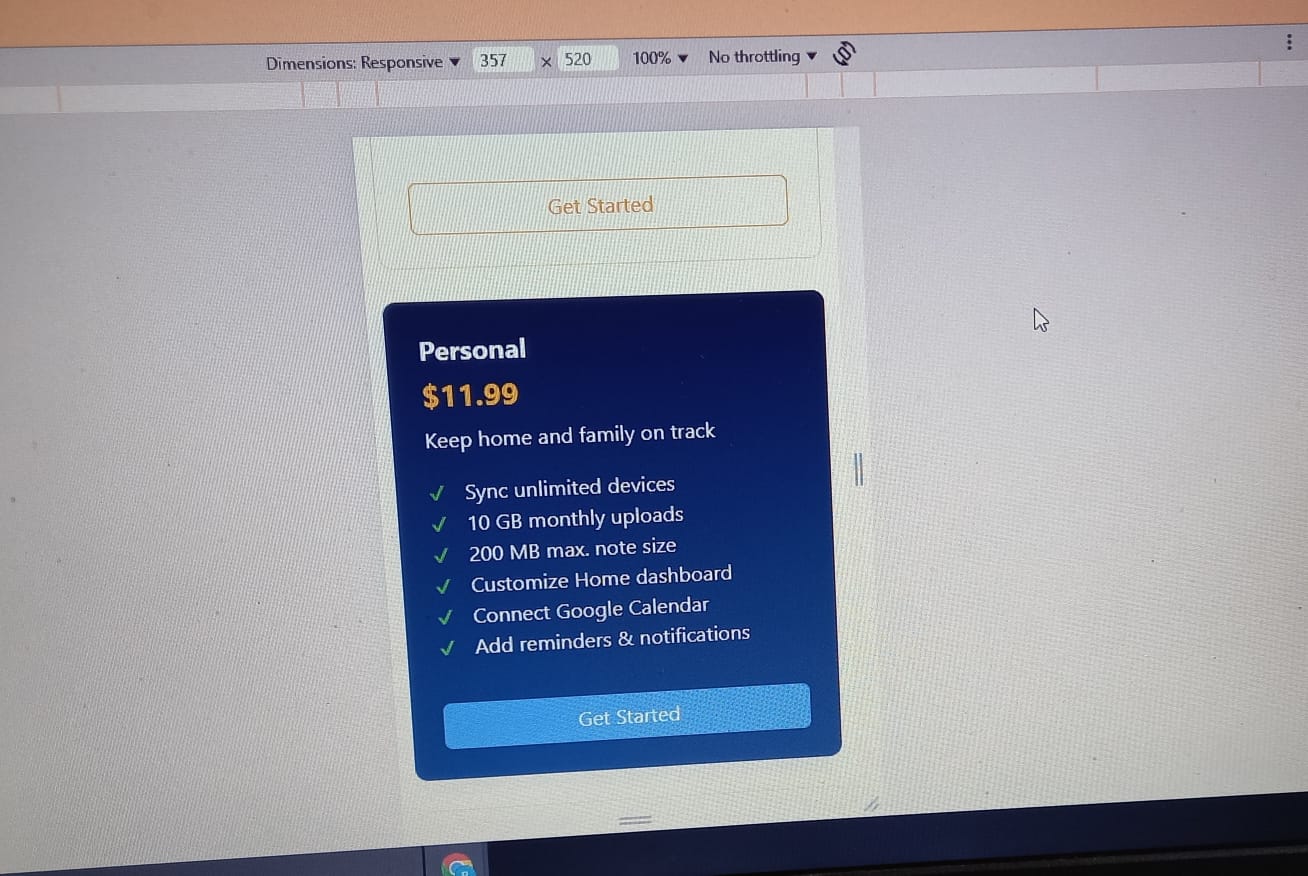 Dimensions: Responsive ▼ 357 × 520 100% ▼ No throttling ▼
Get Started
Personal
$11.99
Keep home and family on track
✓ Sync unlimited devices
✓ 10 GB monthly uploads
✓ 200 MB max. note size
✓ Customize Home dashboard
✓ Connect Google Calendar
✓ Add reminders & notifications
Get Started